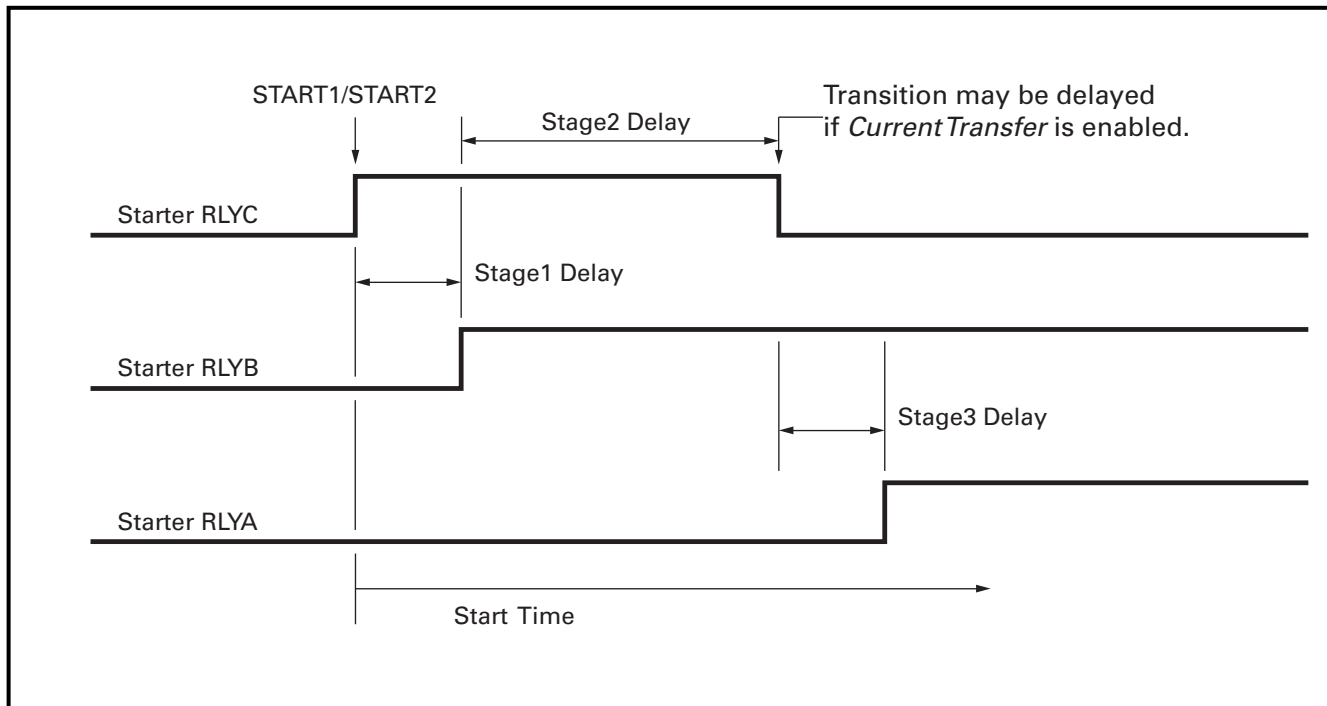 START1/START2
Stage2 Delay
Transition may be delayed
if Current Transfer is enabled.
Starter RLYC
Stage1 Delay
Starter RLYB
Stage3 Delay
Starter RLYA
Start Time